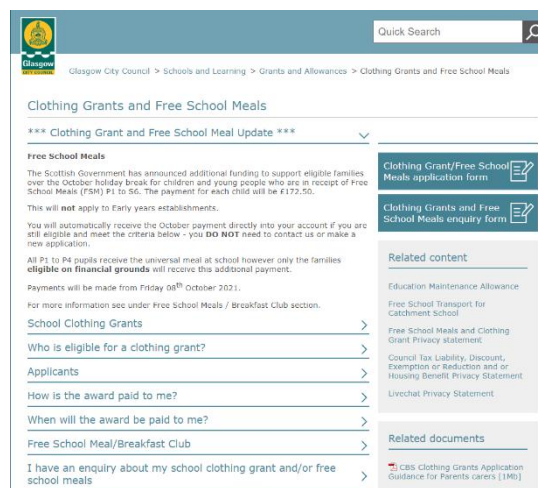 Quick Search
Glasgow
CITY COUNCIL
Glasgow City Council > Schools and Learning > Grants and Allowances > Clothing Grants and Free School Meals
Clothing Grants and Free School Meals
*** Clothing Grant and Free School Meal Update ***
Free School Meals
The Scottish Government has announced additional funding to support eligible families
over the October holiday break for children and young people who are in receipt of Free
School Meals (FSM) P1 to S6. The payment for each child will be £172.50.
This will not apply to Early years establishments.
You will automatically receive the October payment directly into your account if you are
still eligible and meet the criteria below - you DO NOT need to contact us or make a
new application.
All P1 to P4 pupils receive the universal meal at school however only the families
eligible on financial grounds will receive this additional payment.
Payments will be made from Friday 08th October 2021.
For more information see under Free School Meals / Breakfast Club section.
School Clothing Grants
Who is eligible for a clothing grant?
Applicants
How is the award paid to me?
When will the award be paid to me?
Free School Meal/Breakfast Club
I have an enquiry about my school clothing grant and/or free
school meals
Clothing Grant/Free School
Meals application form
Clothing Grants and Free
School Meals enquiry form
Related content
Education Maintenance Allowance
Free School Transport for
Catchment School
Free School Meals and Clothing
Grant Privacy statement
Council Tax Liability, Discount,
Exemption or Reduction and or
Housing Benefit Privacy Statement
Livechat Privacy Statement
Related documents
CBS Clothing Grants Application
Guidance for Parents carers [1Mb]